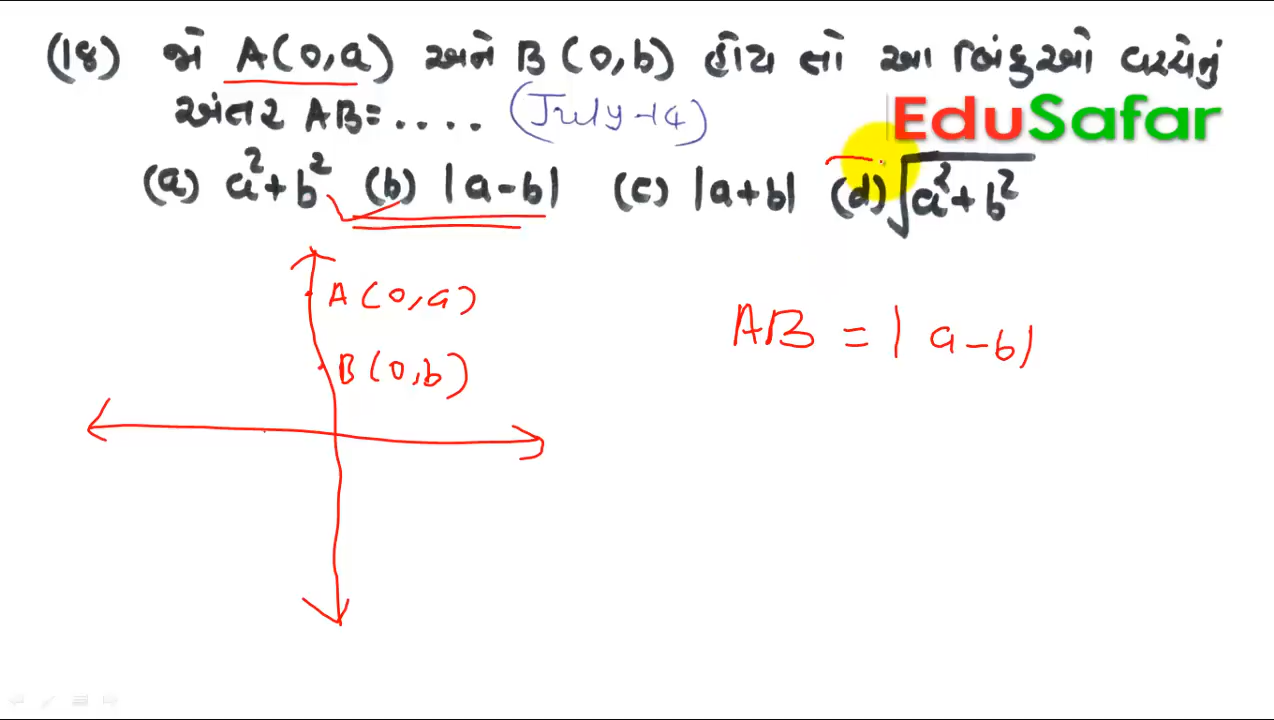 (18) જો A(0,a) અને B(0,b) હોય તો આ બિંદુઓ વચ્ચેનું
અંતર AB=.... (July-14)
EduSafar
(a) a²+b² (b) |a-b| (c) |a+b| (d) √a²+b²
A(0,a)
B(0,b)
AB = |a-b|